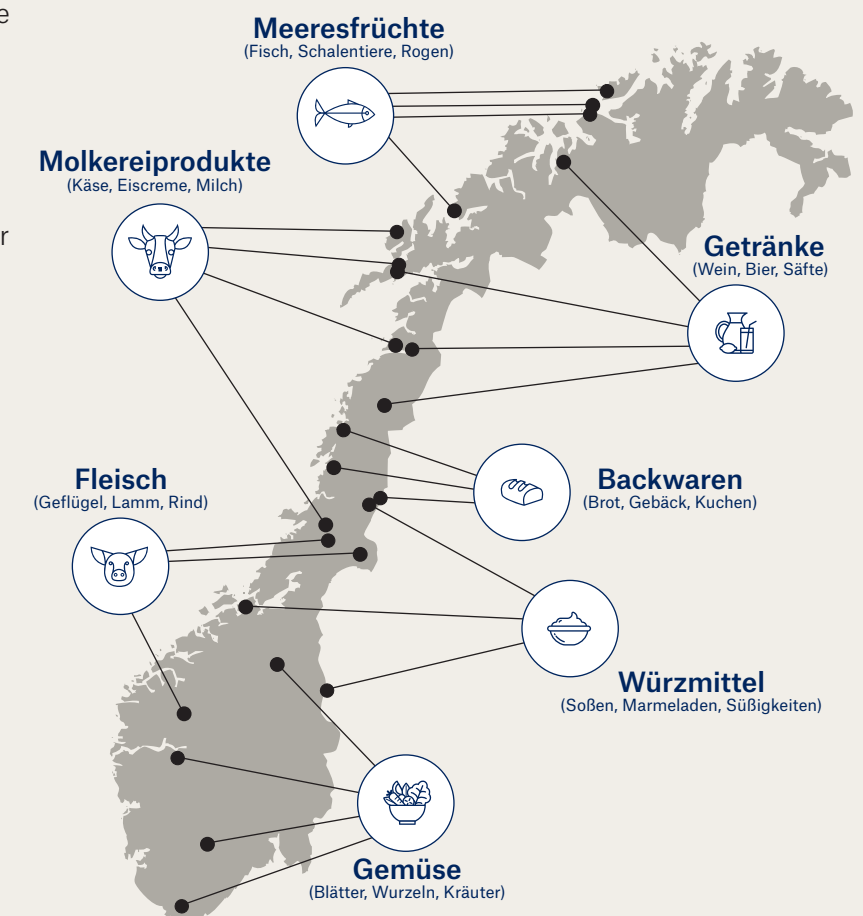 e
Meeresfrüchte
(Fisch, Schalentiere, Rogen)
Molkereiprodukte
(Käse, Eiscreme, Milch)
r
Getränke
(Wein, Bier, Säfte)
Fleisch
(Geflügel, Lamm, Rind)
Backwaren
(Brot, Gebäck, Kuchen)
Würzmittel
(Soßen, Marmeladen, Süßigkeiten)
Gemüse
(Blätter, Wurzeln, Kräuter)